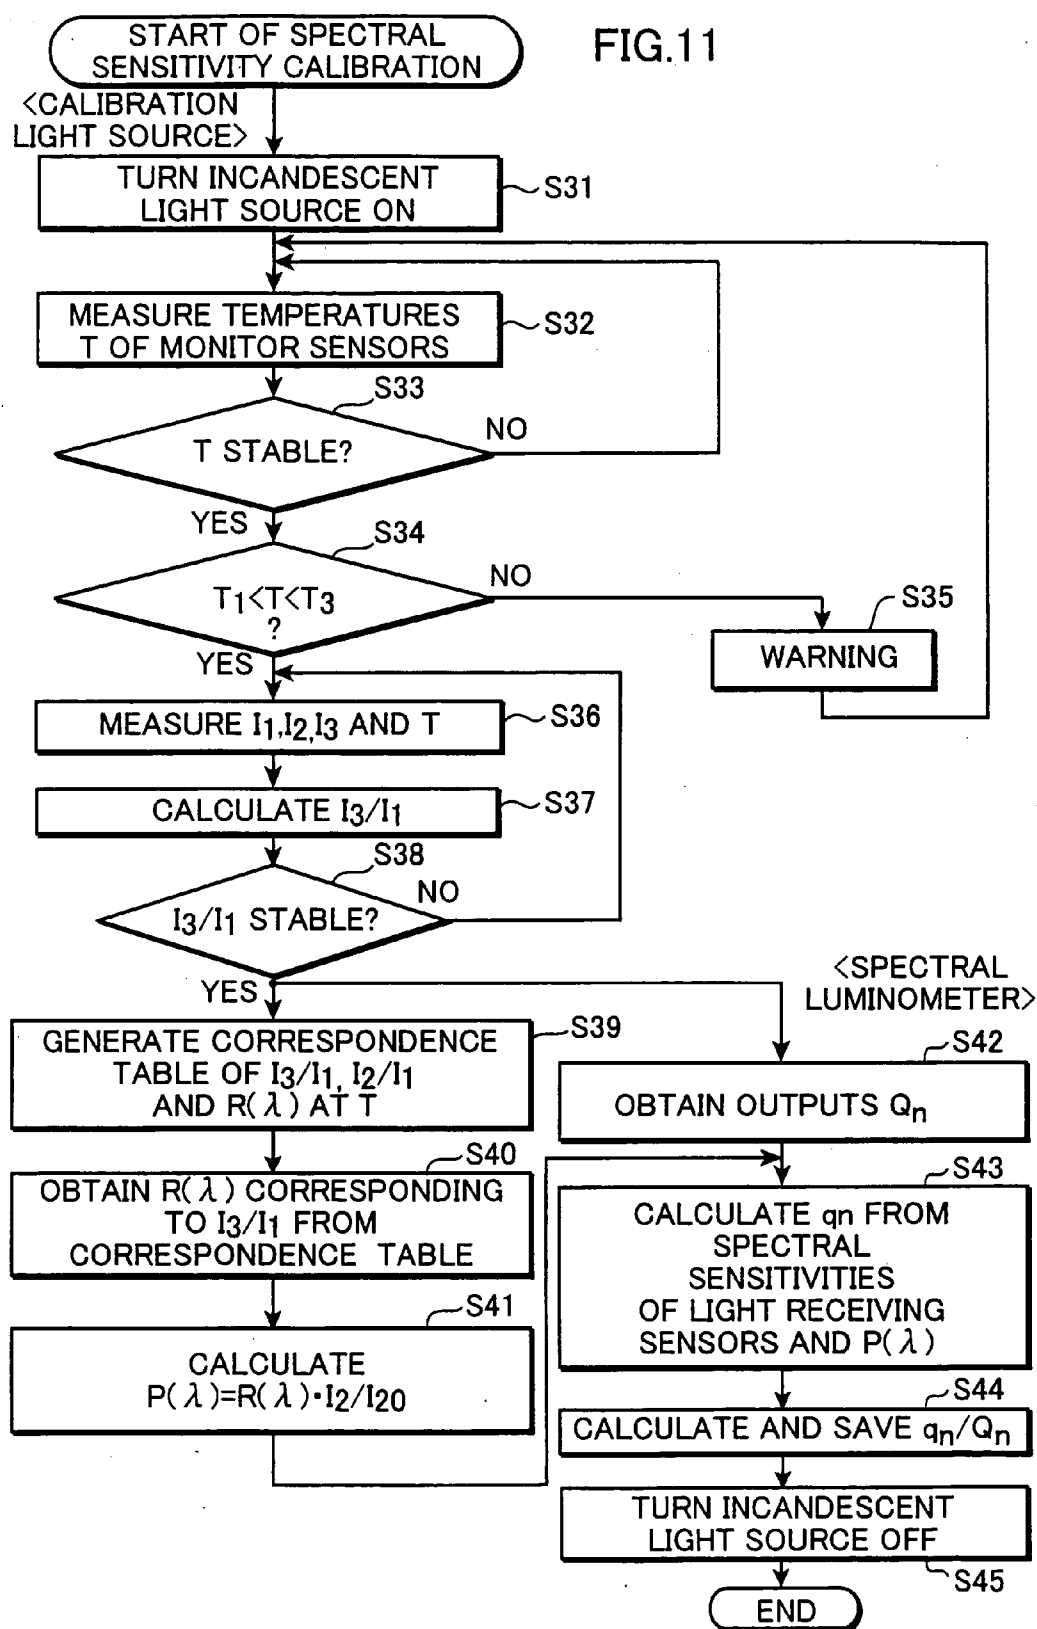 START OF SPECTRAL
SENSITIVITY CALIBRATION
FIG.11
<CALIBRATION
LIGHT SOURCE>
TURN INCANDESCENT
LIGHT SOURCE ON
S31
MEASURE TEMPERATURES
T OF MONITOR SENSORS
S32
S33
T STABLE?
NO
YES
S34
T1<T<T3
?
NO
YES
S35
WARNING
MEASURE I1,I2,I3 AND T
S36
CALCULATE I3/I1
S37
S38
I3/I1 STABLE?
NO
YES
GENERATE CORRESPONDENCE
TABLE OF I3/I1, I2/I1
AND R(λ) AT T
S39
S40
OBTAIN R(λ) CORRESPONDING
TO I3/I1 FROM
CORRESPONDENCE TABLE
S41
CALCULATE
P(λ)=R(λ)·I2/I20
<SPECTRAL
LUMINOMETER>
S42
OBTAIN OUTPUTS Qn
S43
CALCULATE qn FROM
SPECTRAL
SENSITIVITIES
OF LIGHT RECEIVING
SENSORS AND P(λ)
S44
CALCULATE AND SAVE qn/Qn
TURN INCANDESCENT
LIGHT SOURCE OFF
S45
END